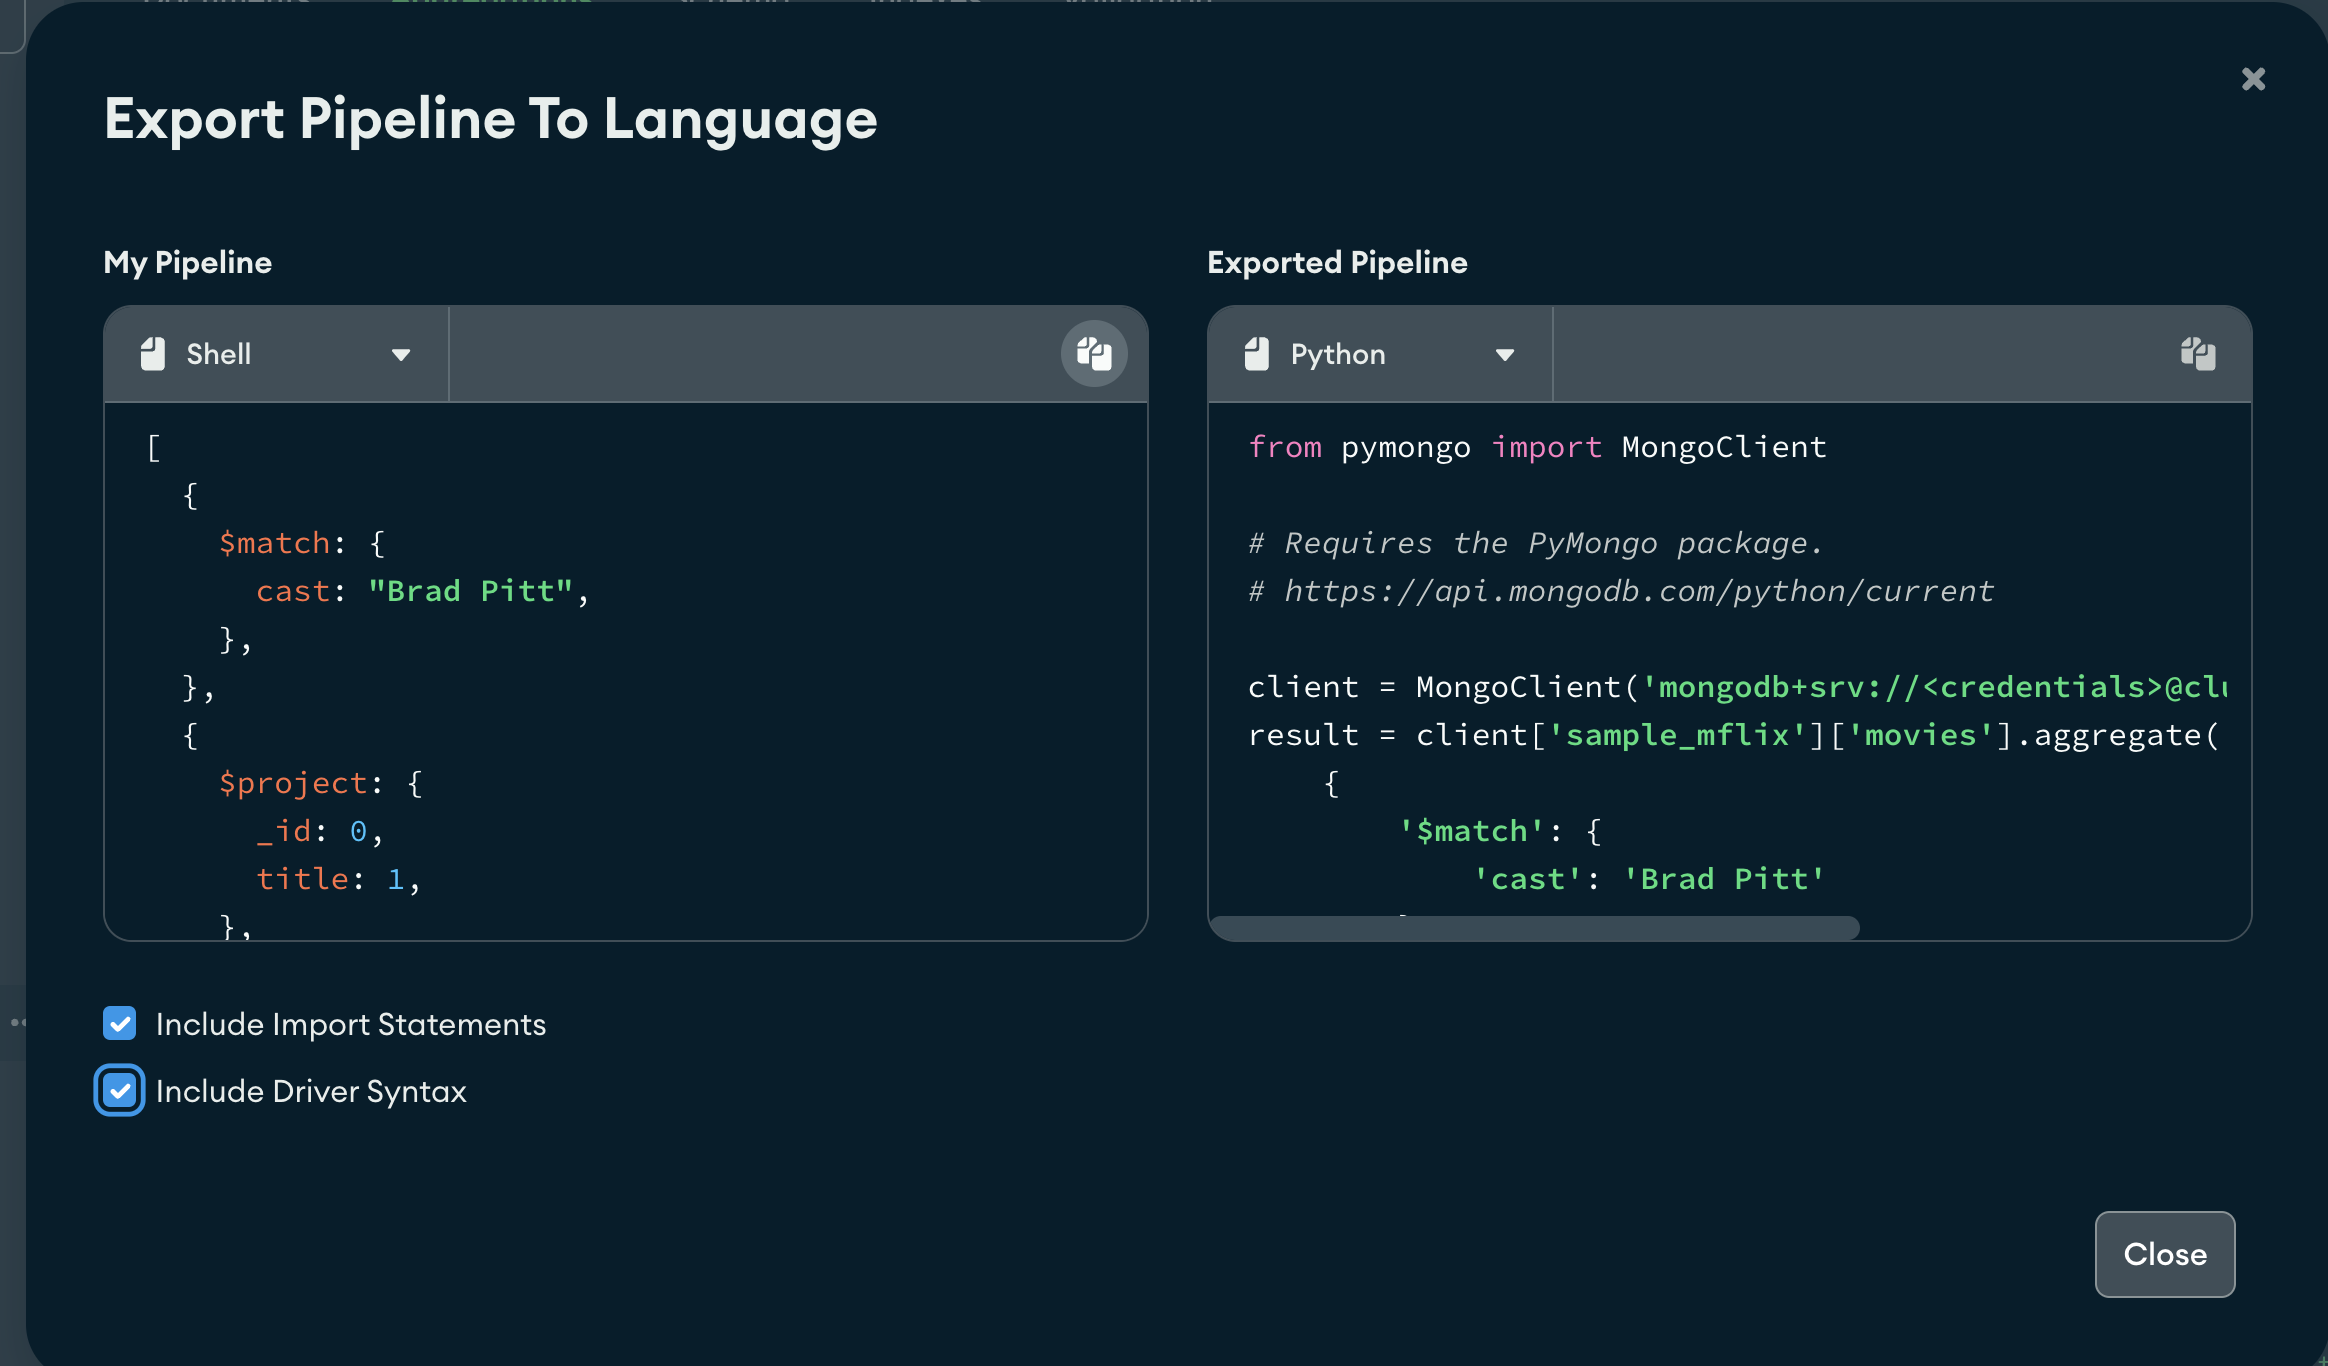 Export Pipeline To Language
My Pipeline
Shell
[
{
$match: {
cast: "Brad Pitt",
},
},
{
$project: {
_id: 0,
title: 1,
},
Exported Pipeline
Python
from pymongo import MongoClient
# Requires the PyMongo package.
# https://api.mongodb.com/python/current
client = MongoClient('mongodb+srv://<credentials>@clu
result = client['sample_mflix']['movies'].aggregate(
{
'$match': {
'cast': 'Brad Pitt'
Include Import Statements
Include Driver Syntax
Close